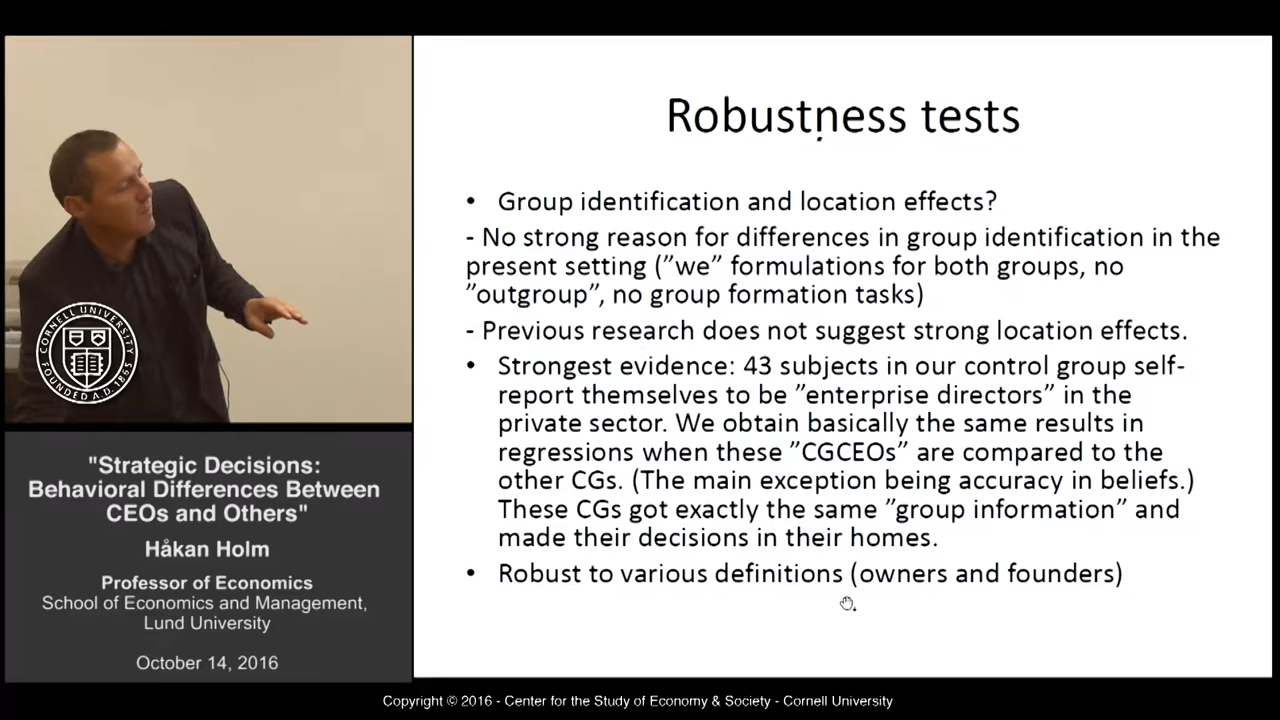 Robustness tests
• Group identification and location effects?
- No strong reason for differences in group identification in the
present setting (”we” formulations for both groups, no
”outgroup”, no group formation tasks)
- Previous research does not suggest strong location effects.
• Strongest evidence: 43 subjects in our control group self-
report themselves to be ”enterprise directors” in the
private sector. We obtain basically the same results in
regressions when these ”CGCEOs” are compared to the
other CGs. (The main exception being accuracy in beliefs.)
These CGs got exactly the same ”group information” and
made their decisions in their homes.
• Robust to various definitions (owners and founders)
CORNELL UNIVERSITY
FOUNDED A.D. 1865
"Strategic Decisions:
Behavioral Differences Between
CEOs and Others"
Håkan Holm
Professor of Economics
School of Economics and Management,
Lund University
October 14, 2016
Copyright © 2016 - Center for the Study of Economy & Society - Cornell University